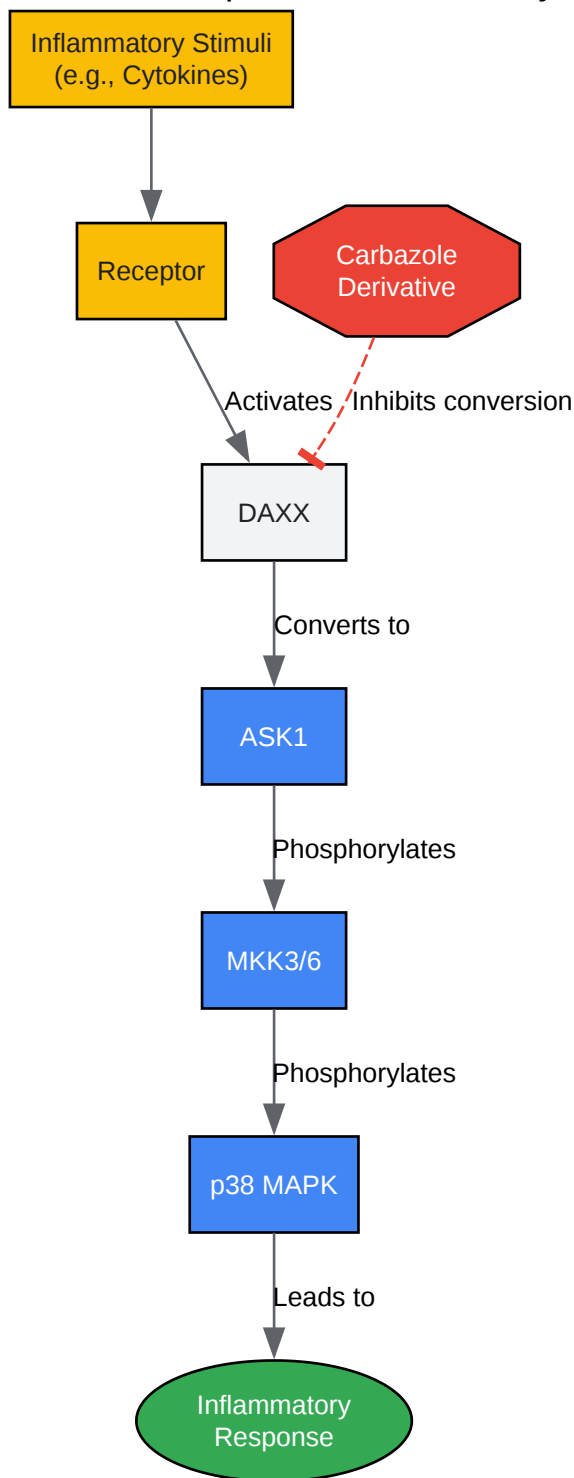 Inflammatory Stimuli
(e.g., Cytokines)
Receptor
Carbazole
Derivative
Activates
Inhibits conversion
DAXX
Converts to
ASK1
Phosphorylates
MKK3/6
Phosphorylates
p38 MAPK
Leads to
Inflammatory
Response